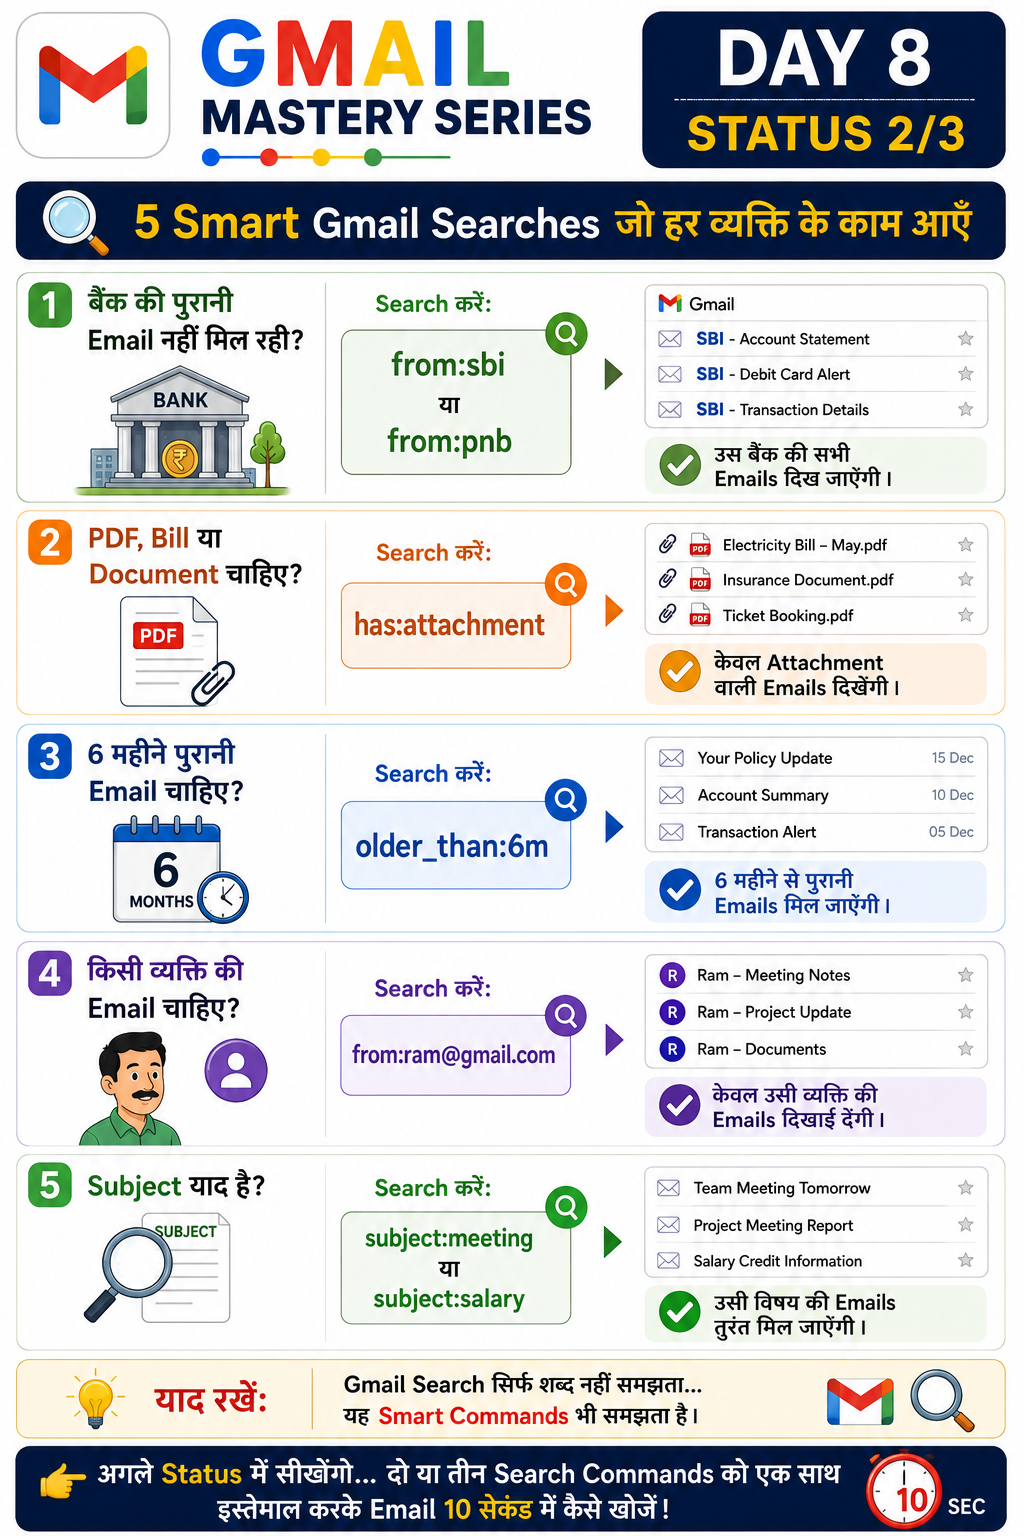 GMAIL
MASTERY SERIES
DAY 8
STATUS 2/3
5 Smart Gmail Searches जो हर व्यक्ति के काम आएँ
1
बैंक की पुरानी
Email नहीं मिल रही?
BANK
₹
Search करें:
from:sbi
या
from:pnb
Gmail
SBI - Account Statement
SBI - Debit Card Alert
SBI - Transaction Details
उस बैंक की सभी
Emails दिख जाऐंगी।
2
PDF, Bill या
Document चाहिए?
PDF
Search करें:
has:attachment
PDF Electricity Bill – May.pdf
PDF Insurance Document.pdf
PDF Ticket Booking.pdf
केवल Attachment
वाली Emails दिखेंगी।
3
6 महीने पुरानी
Email चाहिए?
6
MONTHS
Search करें:
older_than:6m
Your Policy Update 15 Dec
Account Summary 10 Dec
Transaction Alert 05 Dec
6 महीने से पुरानी
Emails मिल जाऐंगी।
4
किसी व्यक्ति की
Email चाहिए?
Search करें:
from:ram@gmail.com
R Ram – Meeting Notes
R Ram – Project Update
R Ram – Documents
केवल उसी व्यक्ति की
Emails दिखाई देंगी।
5
Subject याद है?
SUBJECT
Search करें:
subject:meeting
या
subject:salary
Team Meeting Tomorrow
Project Meeting Report
Salary Credit Information
उसी विषय की Emails
तुरंत मिल जाऐंगी।
याद रखें:
Gmail Search सिर्फ शब्द नहीं समझता...
यह Smart Commands भी समझता है।
अगले Status में सीखेंगो... दो या तीन Search Commands को एक साथ
इस्तेमाल करके Email 10 सेकंड में कैसे खोजें!
10 SEC